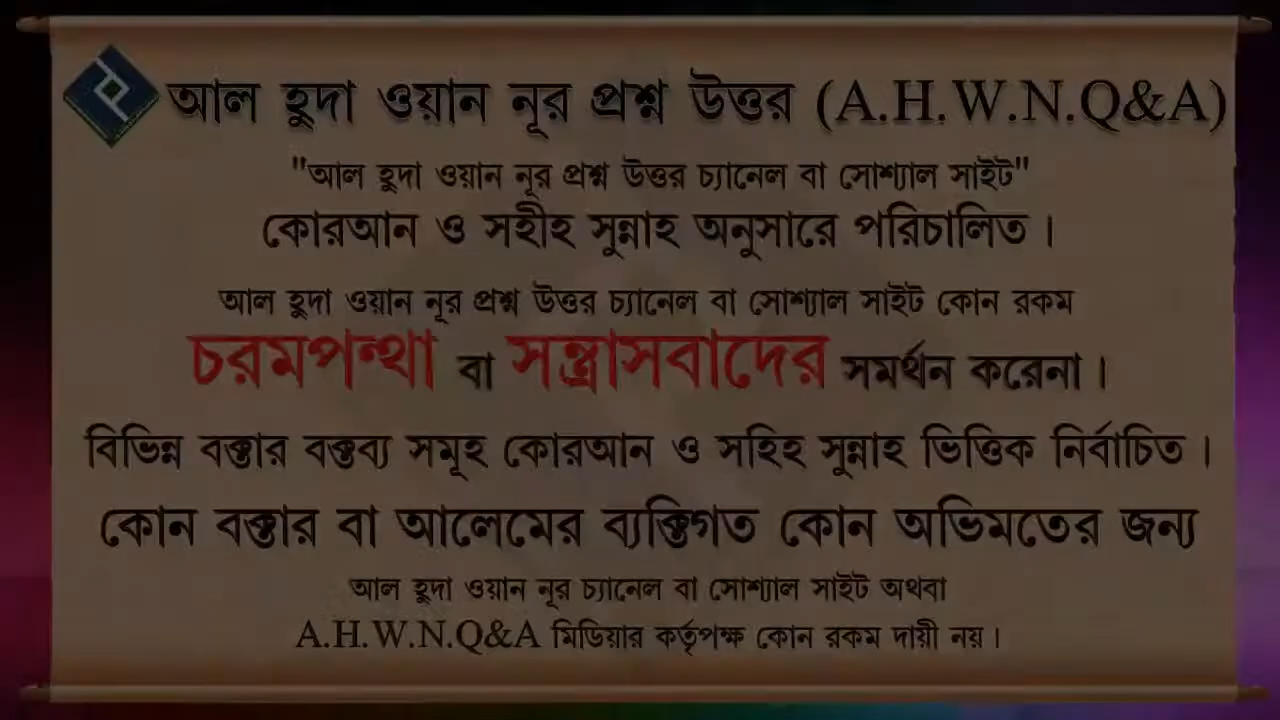 আল হুদা ওয়ান নূর প্রশ্ন উত্তর (A.H.W.N.Q&A)
"আল হুদা ওয়ান নূর প্রশ্ন উত্তর চ্যানেল বা সোশ্যাল সাইট"
কোরআন ও সহীহ সুন্নাহ অনুসারে পরিচালিত ।
আল হুদা ওয়ান নূর প্রশ্ন উত্তর চ্যানেল বা সোশ্যাল সাইট কোন রকম
চরমপন্থা বা সন্ত্রাসবাদের সমর্থন করেনা ।
বিভিন্ন বক্তার বক্তব্য সমূহ কোরআন ও সহিহ সুন্নাহ ভিত্তিক নির্বাচিত ।
কোন বক্তার বা আলেমের ব্যক্তিগত কোন অভিমতের জন্য
আল হুদা ওয়ান নূর চ্যানেল বা সোশ্যাল সাইট অথবা
A.H.W.N.Q&A মিডিয়ার কর্তৃপক্ষ কোন রকম দায়ী নয় ।